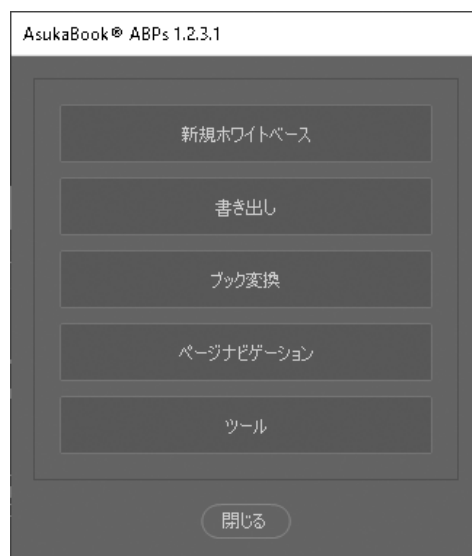 AsukaBook® ABPs 1.2.3.1
新規ホワイトベース
書き出し
ブック変換
ページナビゲーション
ツール
閉じる